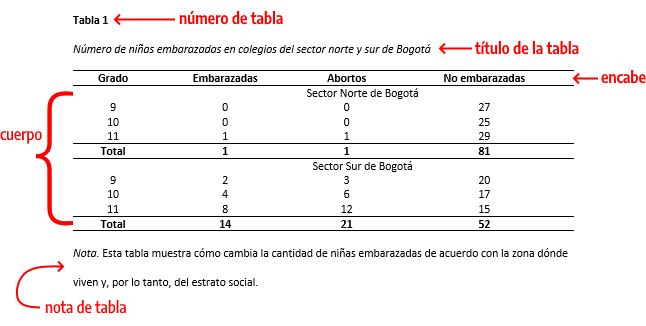 Tabla 1 número de tabla
Número de niñas embarazadas en colegios del sector norte y sur de Bogotá título de la tabla
Grado Embarazadas Abortos No embarazadas encabe
Sector Norte de Bogotá
9 0 0 27
10 0 0 25
11 1 1 29
cuerpo
Total 1 1 81
Sector Sur de Bogotá
9 2 3 20
10 4 6 17
11 8 12 15
Total 14 21 52
Nota. Esta tabla muestra cómo cambia la cantidad de niñas embarazadas de acuerdo con la zona dónde
viven y, por lo tanto, del estrato social.
nota de tabla